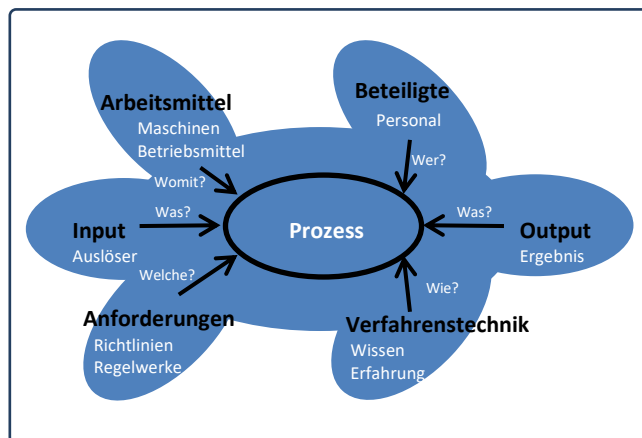 Arbeitsmittel
Maschinen
Betriebsmittel
Womit?
Beteiligte
Personal
Wer?
Input
Auslöser
Was?
Prozess
Was?
Output
Ergebnis
Welche?
Anforderungen
Richtlinien
Regelwerke
Wie?
Verfahrenstechnik
Wissen
Erfahrung